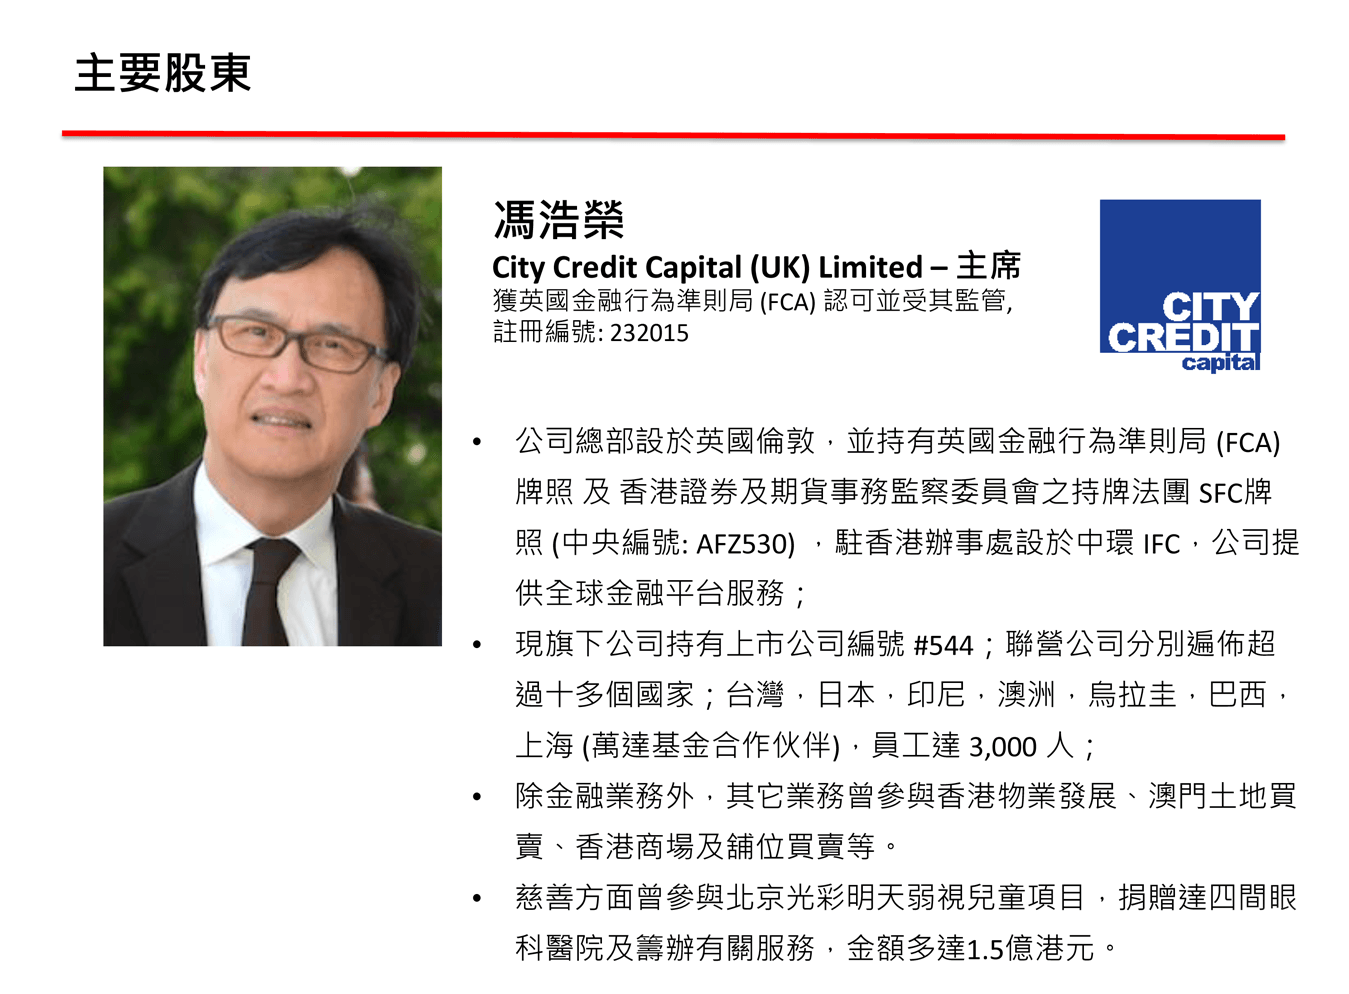 主要股東
馮浩榮
City Credit Capital (UK) Limited – 主席
獲英國金融行為準則局 (FCA) 認可並受其監管,
註冊編號: 232015
CITY
CREDIT
capital
• 公司總部設於英國倫敦，並持有英國金融行為準則局 (FCA)
牌照 及 香港證券及期貨事務監察委員會之持牌法團 SFC牌
照 (中央編號: AFZ530) ，駐香港辦事處設於中環 IFC，公司提
供全球金融平台服務；
• 現旗下公司持有上市公司編號 #544；聯營公司分別遍佈超
過十多個國家；台灣，日本，印尼，澳洲，烏拉圭，巴西，
上海 (萬達基金合作伙伴)，員工達 3,000 人；
• 除金融業務外，其它業務曾參與香港物業發展、澳門土地買
賣、香港商場及舖位買賣等。
• 慈善方面曾參與北京光彩明天弱視兒童項目，捐贈達四間眼
科醫院及籌辦有關服務，金額多達1.5億港元。